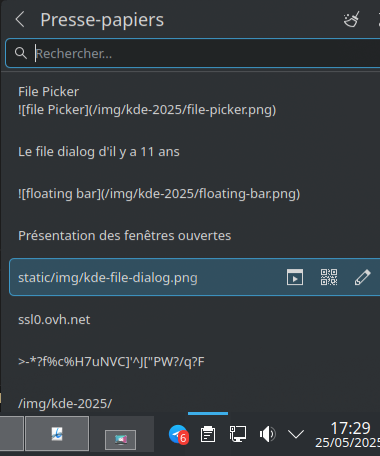 Presse-papiers
Rechercher...
File Picker
![file Picker](/img/kde-2025/file-picker.png)
Le file dialog d'il y a 11 ans
![floating bar](/img/kde-2025/floating-bar.png)
Présentation des fenêtres ouvertes
static/img/kde-file-dialog.png
ssl0.ovh.net
>-*?f%c%H7uNVC]'^J["PW?/q?F
/img/kde-2025/
6
17:29
25/05/2025